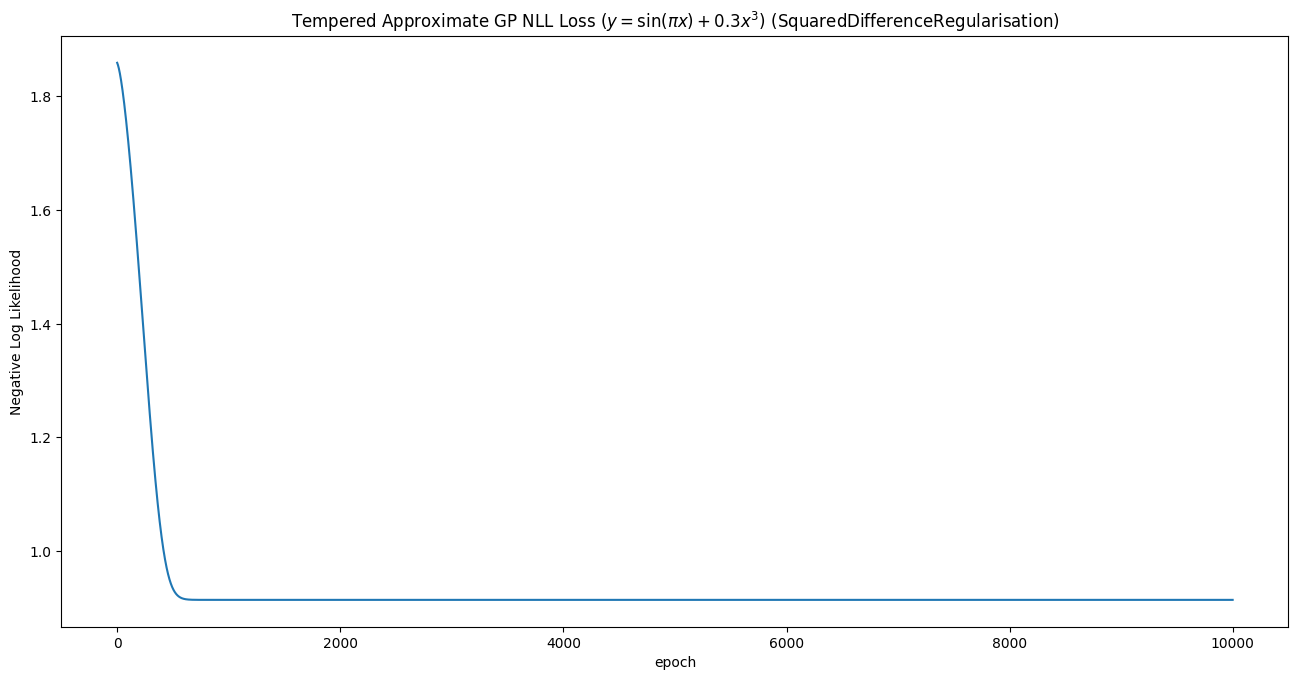 Tempered Approximate GP NLL Loss (y = sin(πx) + 0.3x³) (SquaredDifferenceRegularisation)
Negative Log Likelihood
1.8
1.6
1.4
1.2
1.0
0 2000 4000 6000 8000 10000
epoch